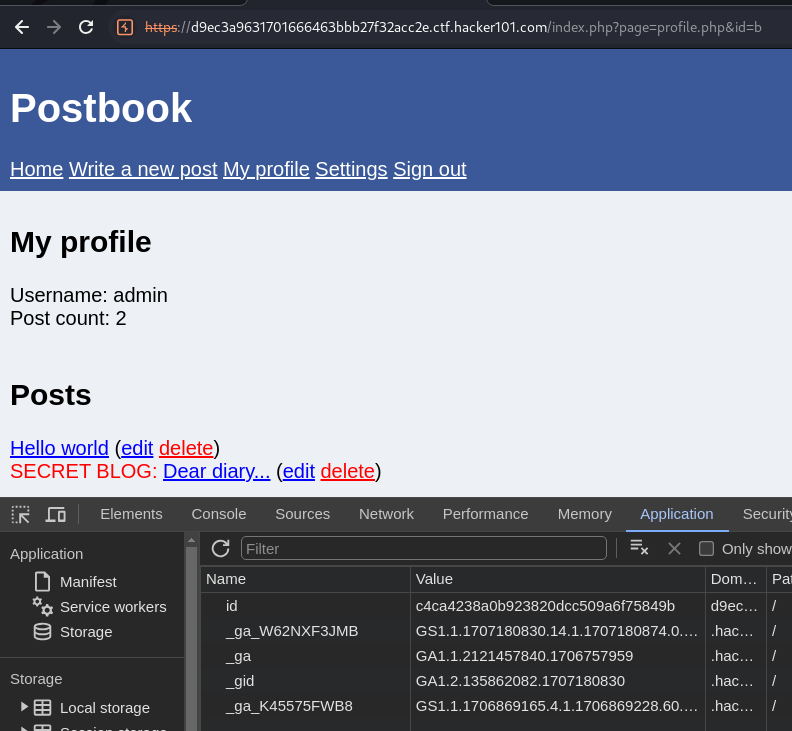 https://d9ec3a9631701666463bbb27f32acc2e.ctf.hacker101.com/index.php?page=profile.php&id=b
Postbook
Home Write a new post My profile Settings Sign out
My profile
Username: admin
Post count: 2
Posts
Hello world (edit delete)
SECRET BLOG: Dear diary... (edit delete)
Elements Console Sources Network Performance Memory Application Security
Application
Manifest
Service workers
Storage
Storage
Local storage
Session storage
Filter
Only show
Name Value Dom... Pat
id c4ca4238a0b923820dcc509a6f75849b d9ec... /
_ga_W62NXF3JMB GS1.1.1707180830.14.1.1707180874.0.... .hac... /
_ga GA1.1.2121457840.1706757959 .hac... /
_gid GA1.2.135862082.1707180830 .hac... /
_ga_K45575FWB8 GS1.1.1706869165.4.1.1706869228.60.... .hac... /